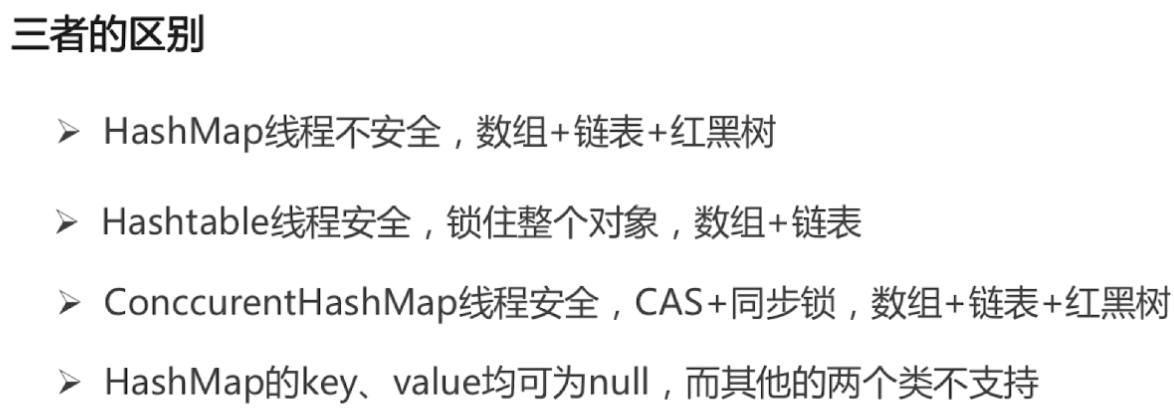 三者的区别
➢ HashMap线程不安全，数组+链表+红黑树
➢ Hashtable线程安全，锁住整个对象，数组+链表
➢ ConccurentHashMap线程安全，CAS+同步锁，数组+链表+红黑树
➢ HashMap的key、value均可为null，而其他的两个类不支持